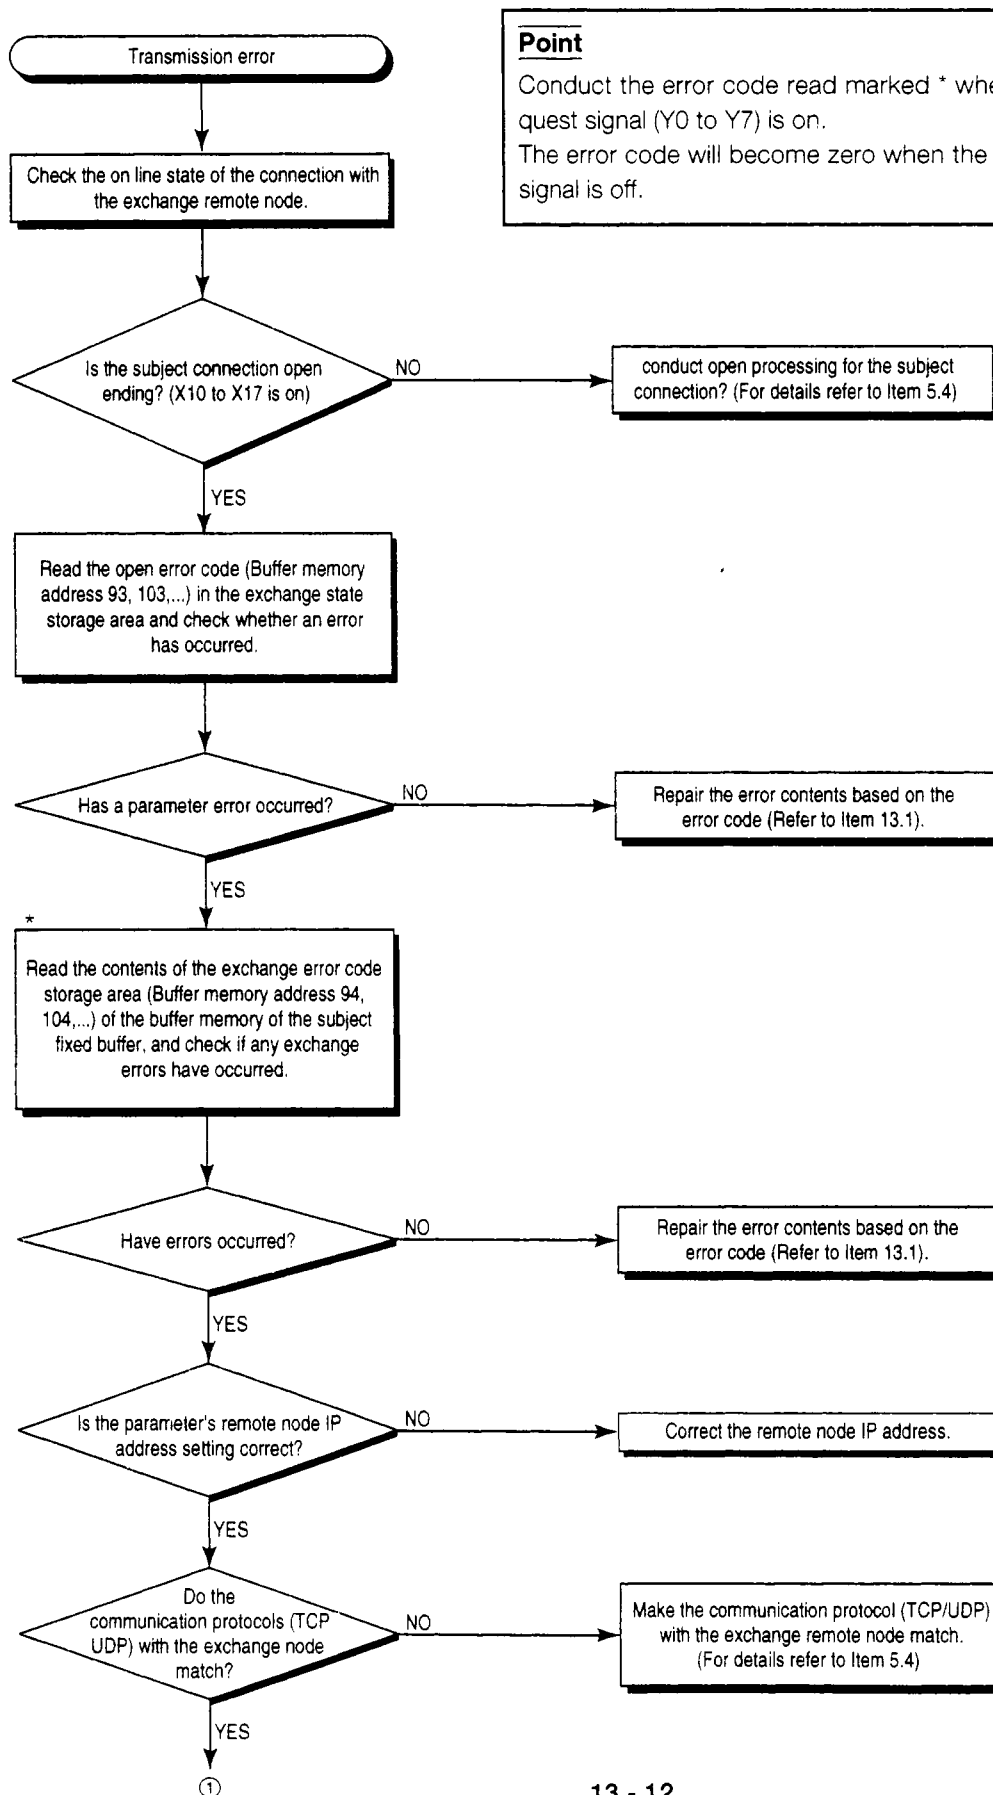 Transmission error
Point
Conduct the error code read marked * whe
quest signal (Y0 to Y7) is on.
The error code will become zero when the
signal is off.
Check the on line state of the connection with
the exchange remote node.
Is the subject connection open
ending? (X10 to X17 is on)
NO
conduct open processing for the subject
connection? (For details refer to Item 5.4)
YES
Read the open error code (Buffer memory
address 93, 103,...) in the exchange state
storage area and check whether an error
has occurred.
Has a parameter error occurred?
NO
Repair the error contents based on the
error code (Refer to Item 13.1).
YES
*
Read the contents of the exchange error code
storage area (Buffer memory address 94,
104,...) of the buffer memory of the subject
fixed buffer, and check if any exchange
errors have occurred.
Have errors occurred?
NO
Repair the error contents based on the
error code (Refer to Item 13.1).
YES
Is the parameter's remote node IP
address setting correct?
NO
Correct the remote node IP address.
YES
Do the
communication protocols (TCP
UDP) with the exchange node
match?
NO
Make the communication protocol (TCP/UDP)
with the exchange remote node match.
(For details refer to Item 5.4)
YES
①
13 - 12